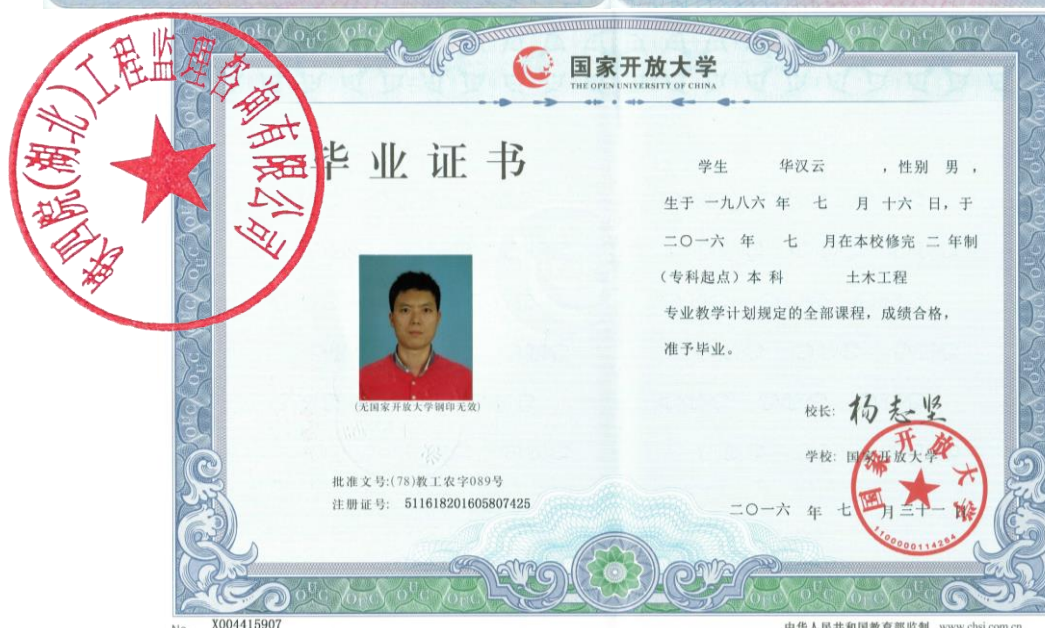 国家开放大学
THE OPEN UNIVERSITY OF CHINA
铁四院(湖北)工程监理咨询有限公司
毕业证书
(无国家开放大学钢印无效)
批准文号:(78)教工农字089号
注册证号: 511618201605807425
学生 华汉云 ，性别 男 ，
生于 一九八六 年 七 月 十六 日，于
二〇一六 年 七 月在本校修完 二 年制
（专科起点）本 科 土木工程
专业教学计划规定的全部课程，成绩合格，
准予毕业。
校长: 杨志坚
学校: 国家开放大学
二〇一六 年 七 月三十一日
国家开放大学
1100000114284
No. X004415907
中华人民共和国教育部监制 www.chsi.com.cn